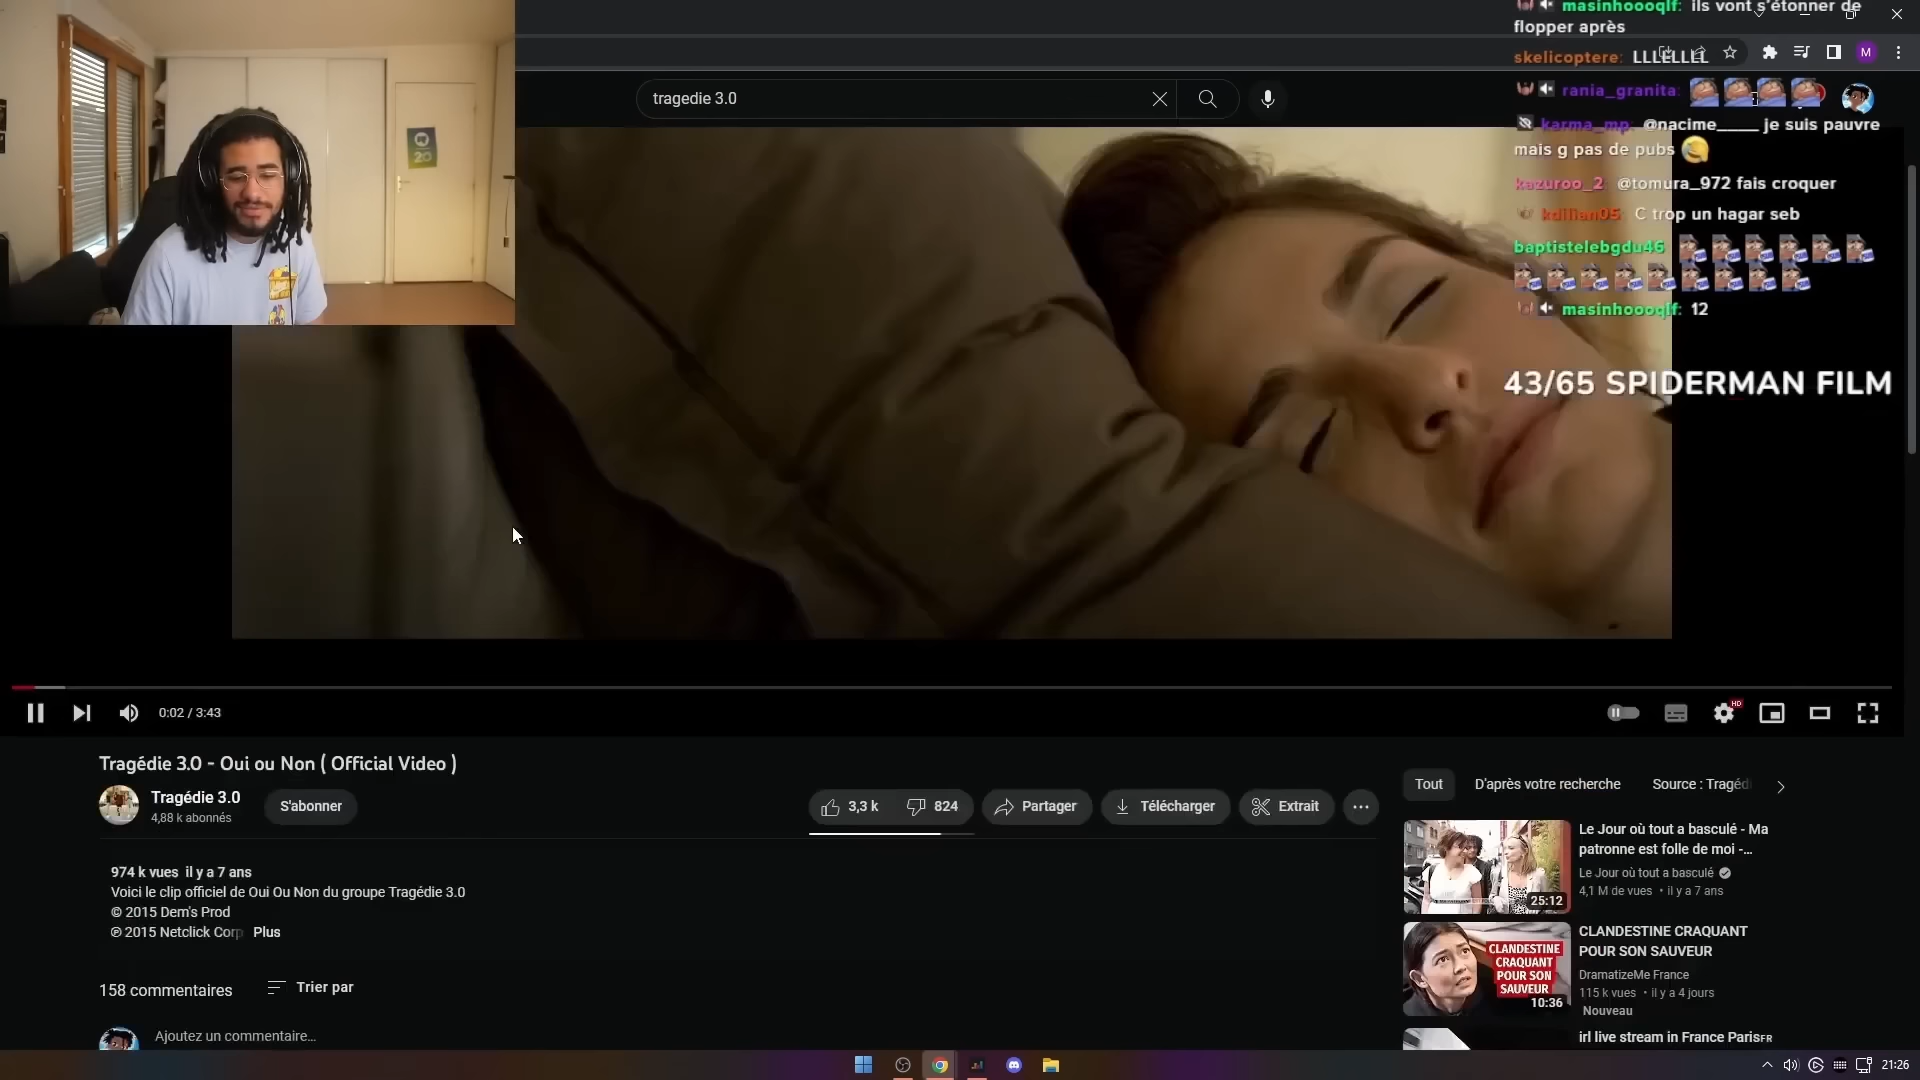 masinhoooqlf: ils vont s'étonner de
flopper après
skelicoptere: LLLLLLLL
rania_granita:
karma_mp: @nacime_____ je suis pauvre
mais g pas de pubs
kazuroo_2: @tomura_972 fais croquer
kdilian05: C trop un hagar seb
baptistelebgdu46
masinhoooqlf: 12
tragedie 3.0
M
20
43/65 SPIDERMAN FILM
0:02 / 3:43
HD
Tragédie 3.0 - Oui ou Non ( Official Video )
Tragédie 3.0
4,88 k abonnés
S'abonner
3,3 k
824
Partager
Télécharger
Extrait
974 k vues il y a 7 ans
Voici le clip officiel de Oui Ou Non du groupe Tragédie 3.0
© 2015 Dem's Prod
℗ 2015 Netclick Corp Plus
158 commentaires
Trier par
Ajoutez un commentaire...
Tout
D'après votre recherche
Source : Tragédi
Le Jour où tout a basculé - Ma
patronne est folle de moi -...
Le Jour où tout a basculé
4,1 M de vues • il y a 7 ans
25:12
CLANDESTINE CRAQUANT
POUR SON SAUVEUR
DramatizeMe France
115 k vues • il y a 4 jours
Nouveau
CLANDESTINE
CRAQUANT
POUR SON
SAUVEUR
10:36
irl live stream in France Paris FR
21:26